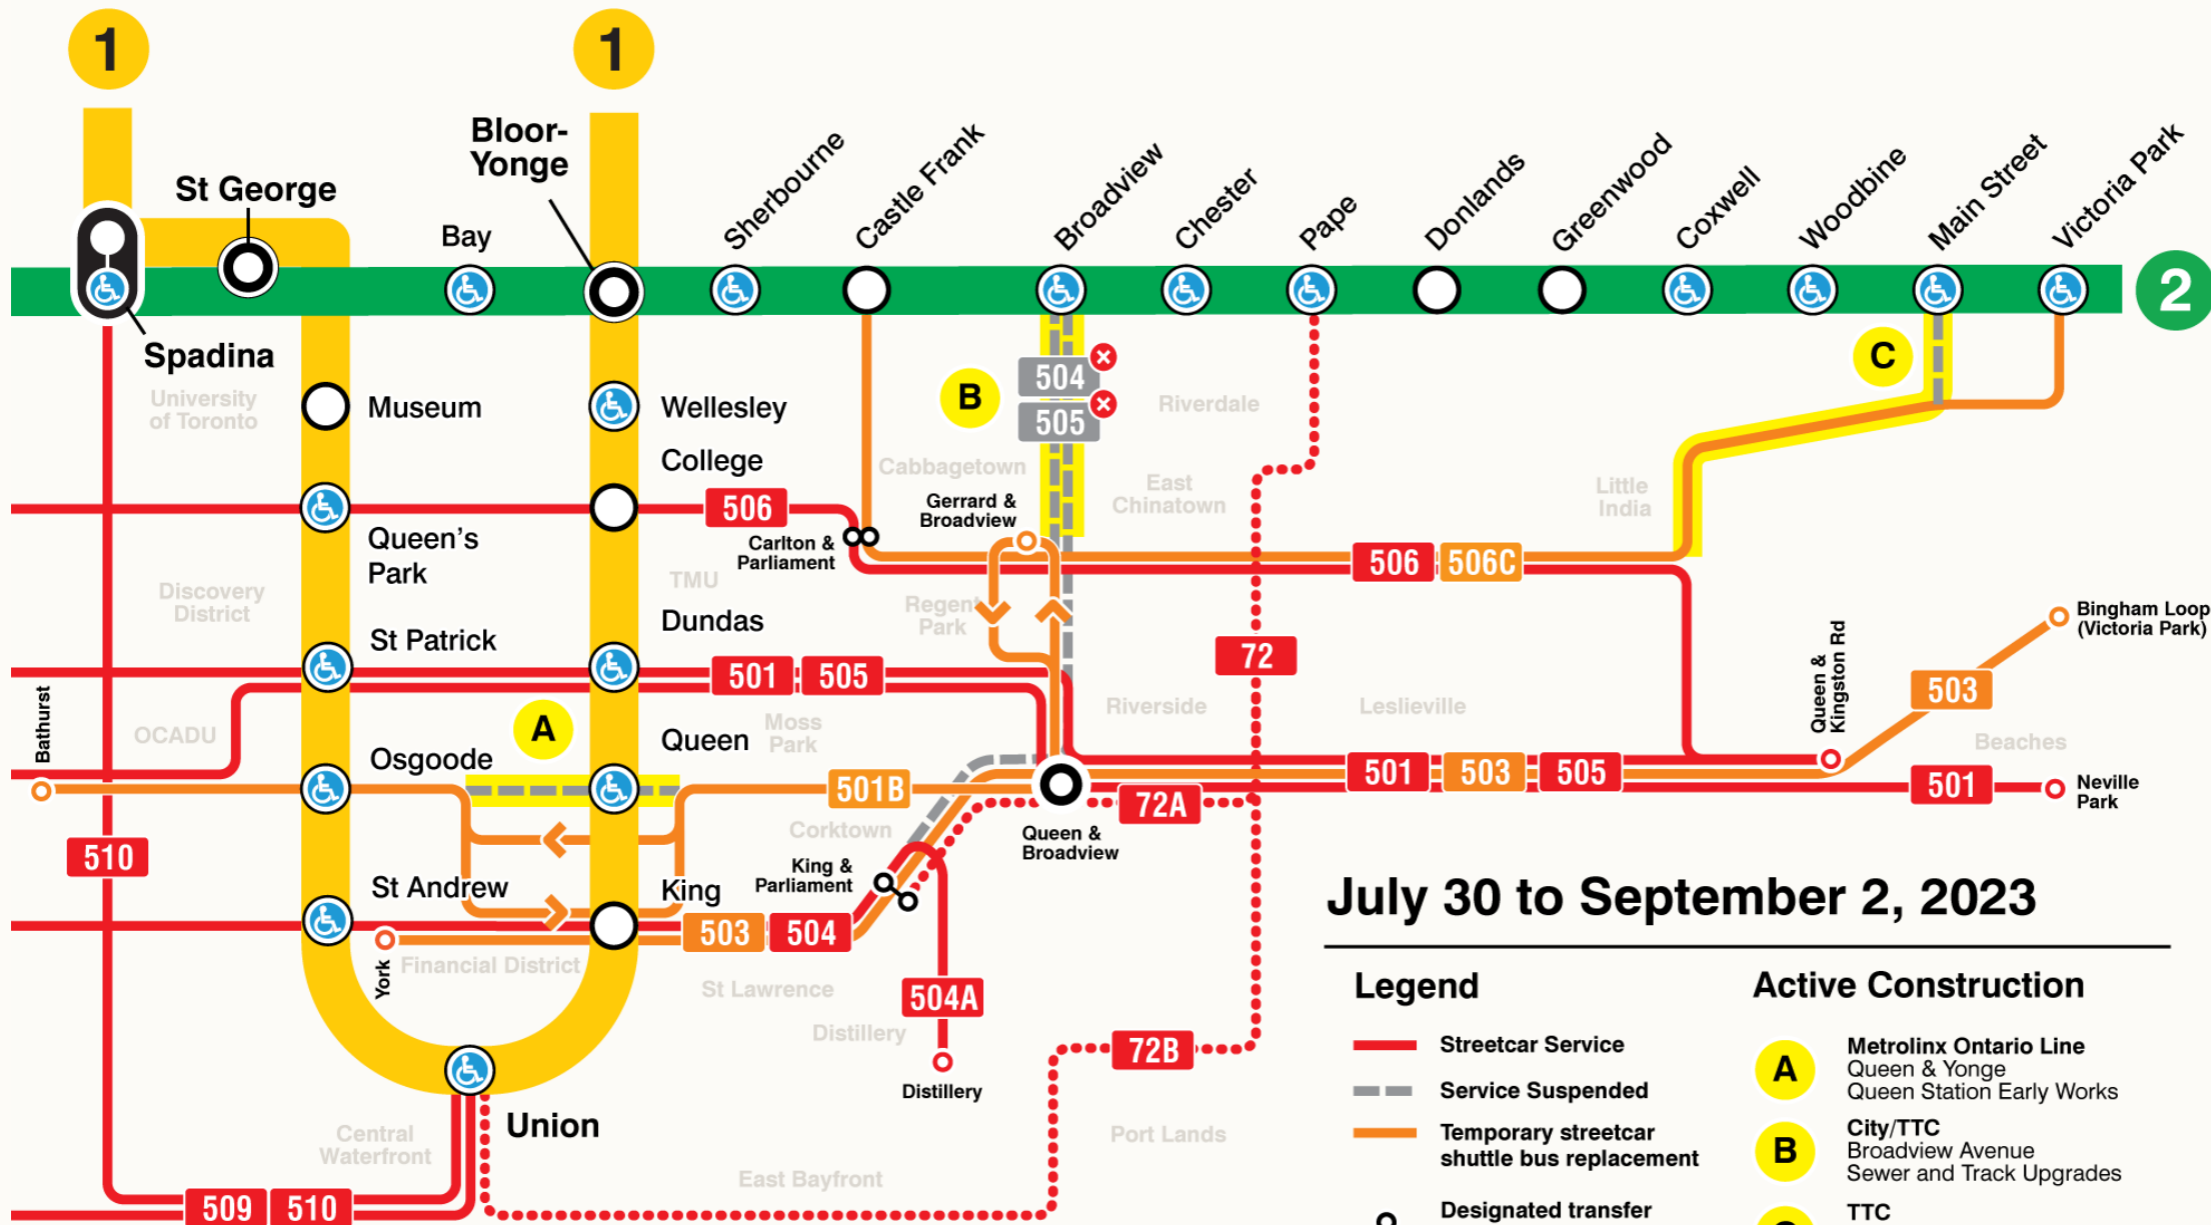 1
1
Bloor-
Yonge
St George
Bay
Sherbourne
Castle Frank
Broadview
Chester
Pape
Donlands
Greenwood
Coxwell
Woodbine
Main Street
Victoria Park
2
Spadina
University
of Toronto
Museum
Wellesley
B
504
505
Riverdale
C
College
506
Cabbagetown
Gerrard &
Broadview
East
Chinatown
Little
India
Queen's
Park
Carlton &
Parliament
506
506C
Discovery
District
TMU
Regent
Park
Dundas
St Patrick
72
Bingham Loop
(Victoria Park)
501
505
503
Bathurst
OCADU
A
Moss
Park
Riverside
Leslieville
Queen &
Kingston Rd
Beaches
Osgoode
Queen
501B
501
503
505
501
Neville
Park
72A
Corktown
Queen &
Broadview
510
King &
Parliament
St Andrew
King
503
504
York
Financial District
St Lawrence
504A
Distillery
Distillery
72B
Union
Central
Waterfront
Port Lands
East Bayfront
509
510
July 30 to September 2, 2023
Legend
Streetcar Service
Service Suspended
Temporary streetcar
shuttle bus replacement
Designated transfer
Active Construction
A
Metrolinx Ontario Line
Queen & Yonge
Queen Station Early Works
B
City/TTC
Broadview Avenue
Sewer and Track Upgrades
TTC